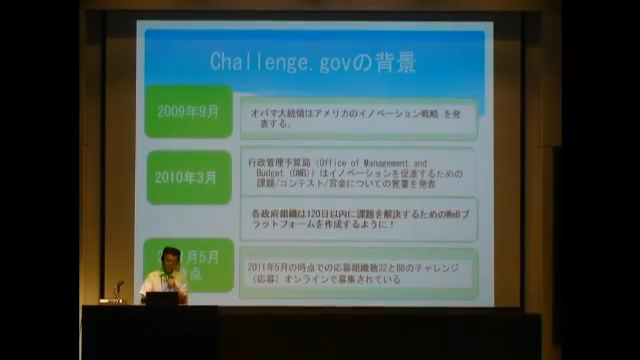 Challenge.govの背景
2009年9月
オバマ大統領はアメリカのイノベーション戦略 を発
表する。
2010年3月
行政管理予算局 (Office of Management and
Budget (OMB)) はイノベーションを促進するための
課題/コンテスト/賞金についての覚書を発表
各政府組織は120日以内に課題を解決するためのWebプ
ラットフォームを作成するように！
1年5月
時点
2011年5月の時点での応募組織数32と88のチャレンジ
(応募) オンラインで募集されている